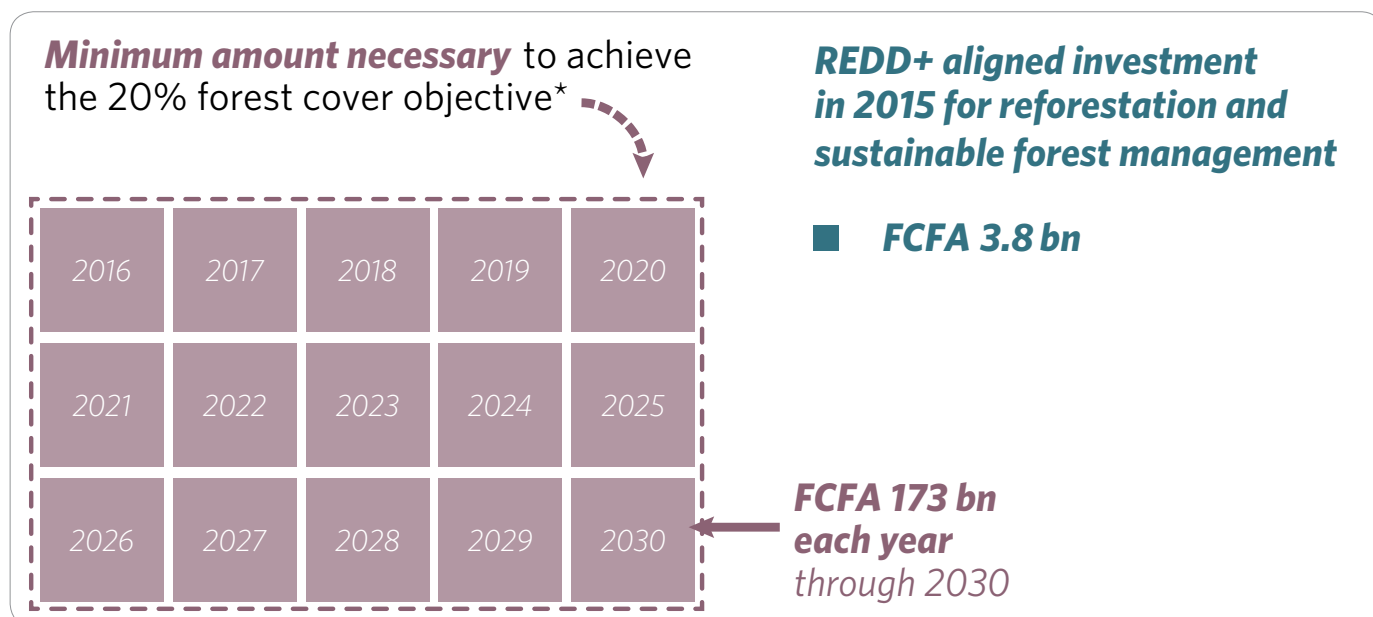 Minimum amount necessary to achieve
the 20% forest cover objective*
REDD+ aligned investment
in 2015 for reforestation and
sustainable forest management
FCFA 3.8 bn
2016 2017 2018 2019 2020
2021 2022 2023 2024 2025
2026 2027 2028 2029 2030
FCFA 173 bn
each year
through 2030